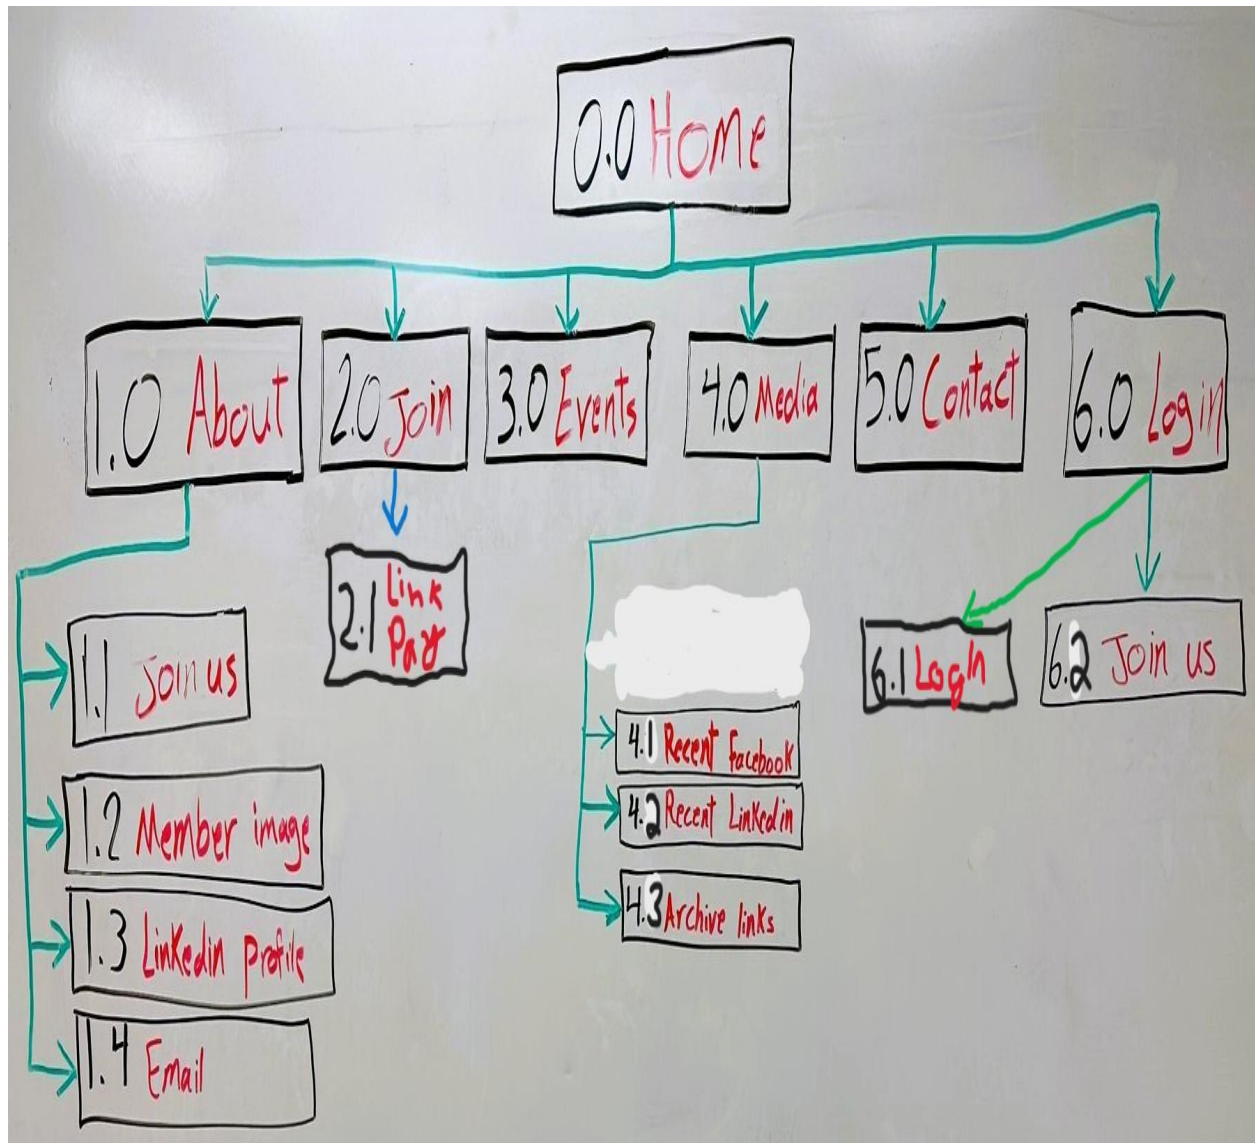 0.0 Home
1.0 About
2.0 Join
3.0 Events
4.0 Media
5.0 Contact
6.0 Login
1.1 Join us
1.2 Member image
1.3 Linkedin profile
1.4 Email
2.1 Link
Pay
4.1 Recent facebook
4.2 Recent Linkedin
4.3 Archive links
6.1 Login
6.2 Join us